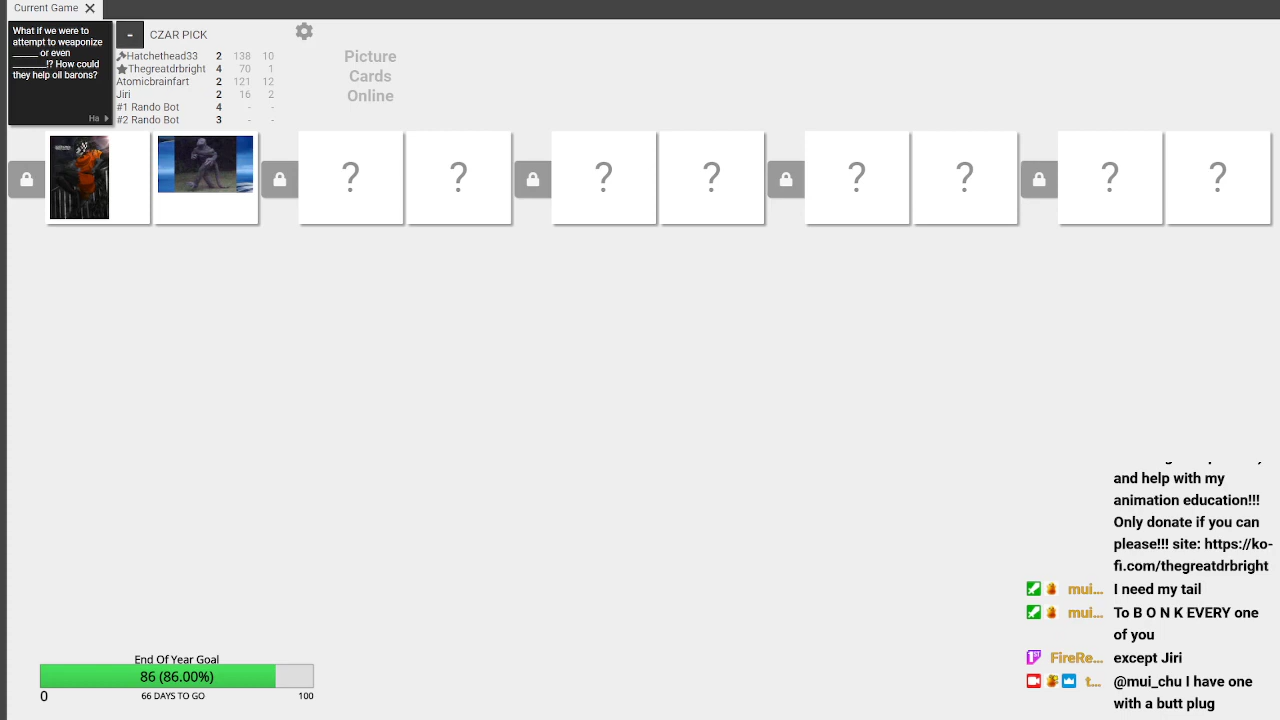 Current Game
What if we were to
attempt to weaponize
______ or even
______!? How could
they help oil barons?
Ha
-
CZAR PICK
Hatchethead33 2 138 10
Thegreatdrbright 4 70 1
Atomicbrainfart 2 121 12
Jiri 2 16 2
#1 Rando Bot 4 - -
#2 Rando Bot 3 - -
Picture
Cards
Online
? ? ? ? ? ? ? ?
and help with my
animation education!!!
Only donate if you can
please!!! site: https://ko-
fi.com/thegreatdrbright
mui... I need my tail
mui... To B O N K EVERY one
of you
FireRe... except Jiri
t... @mui_chu I have one
with a butt plug
End Of Year Goal
86 (86.00%)
0 66 DAYS TO GO 100